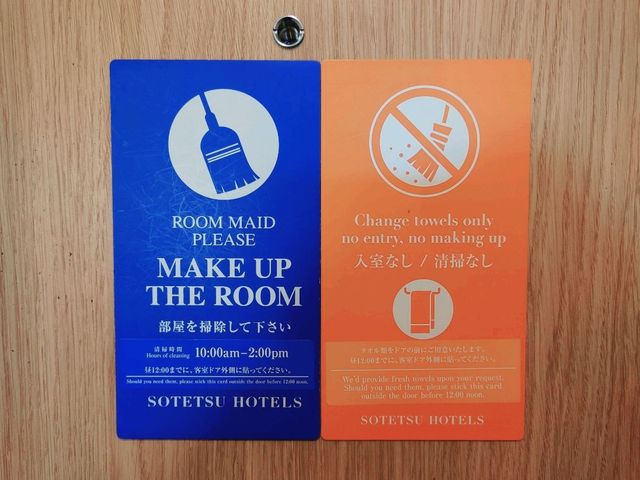 ROOM MAID
PLEASE
MAKE UP
THE ROOM
部屋を掃除して下さい
清掃時間
Hours of cleaning
10:00am-2:00pm
昼12:00までに、客室ドア外側に貼ってください。
Should you need them, please stick this card outside the door before 12:00 noon.
SOTETSU HOTELS
Change towels only
no entry, no making up
入室なし / 清掃なし
タオル類をドアの前にご用意いたします。
昼12:00までに、客室ドア外側に貼ってください。
We'd provide fresh towels upon your request.
Should you need them, please stick this card
outside the door before 12:00 noon.
SOTETSU HOTELS